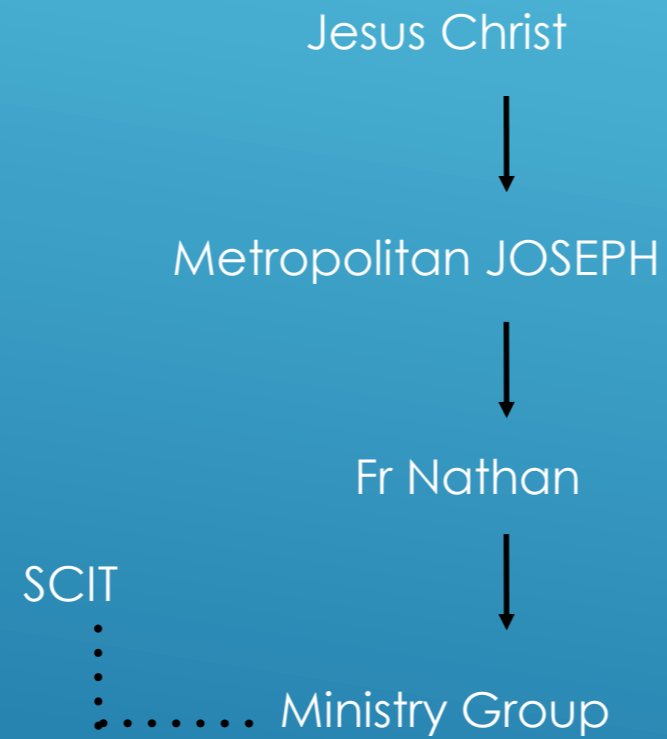 Jesus Christ
Metropolitan JOSEPH
Fr Nathan
SCIT
Ministry Group